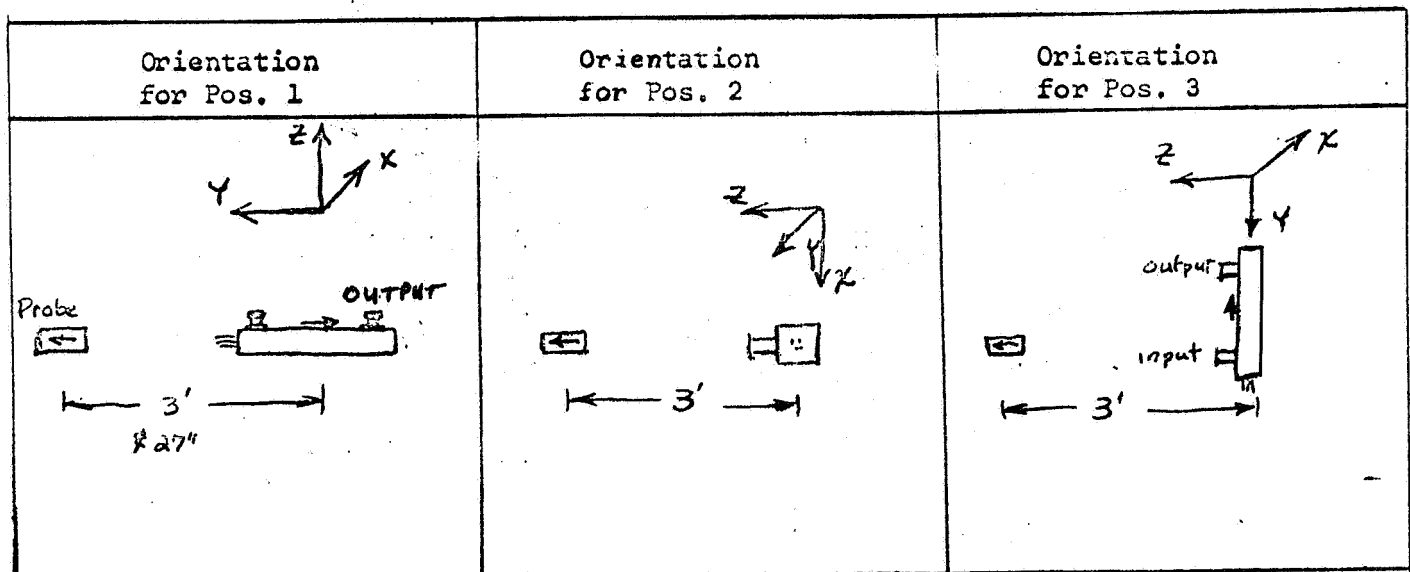 Orientation
for Pos. 1
Orientation
for Pos. 2
Orientation
for Pos. 3
Z
X
Y
Probe
OUTPUT
3'
27"
Z
Y
X
3'
Z
X
Y
output
input
3'